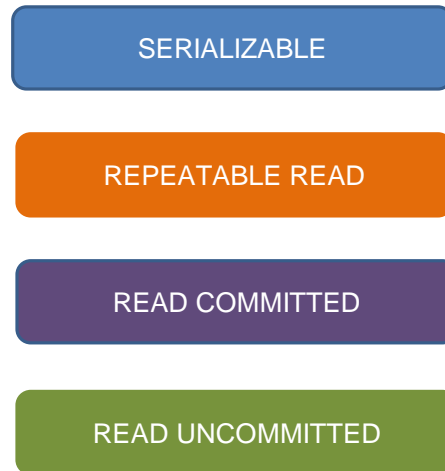 SERIALIZABLE
REPEATABLE READ
READ COMMITTED
READ UNCOMMITTED